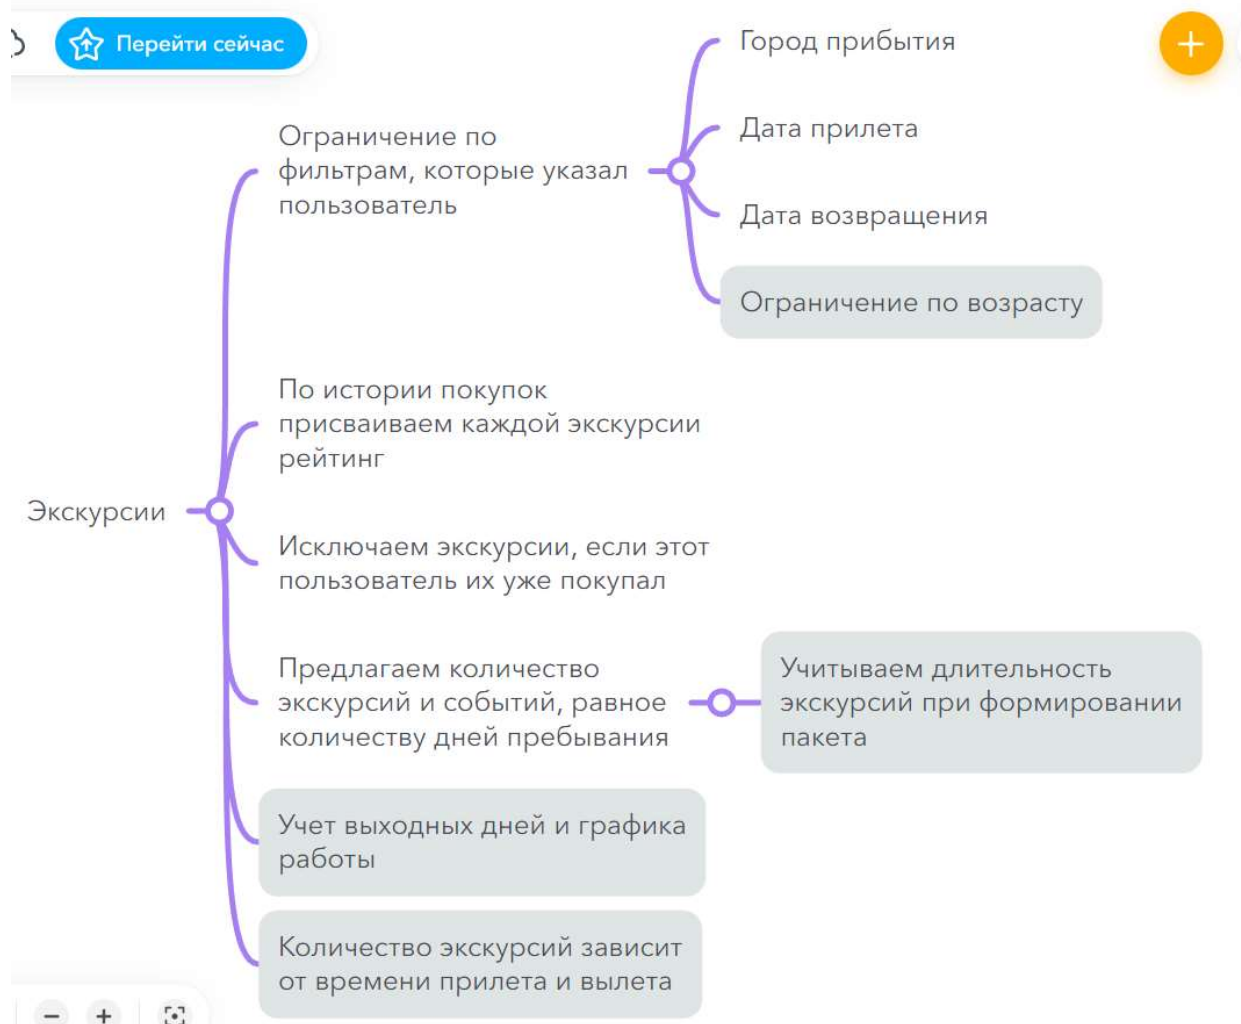 Перейти сейчас
Город прибытия
Дата прилета
Ограничение по
фильтрам, которые указал
пользователь
Дата возвращения
Ограничение по возрасту
По истории покупок
присваиваем каждой экскурсии
рейтинг
Экскурсии
Исключаем экскурсии, если этот
пользователь их уже покупал
Предлагаем количество
экскурсий и событий, равное
количеству дней пребывания
Учитываем длительность
экскурсий при формировании
пакета
Учет выходных дней и графика
работы
Количество экскурсий зависит
от времени прилета и вылета